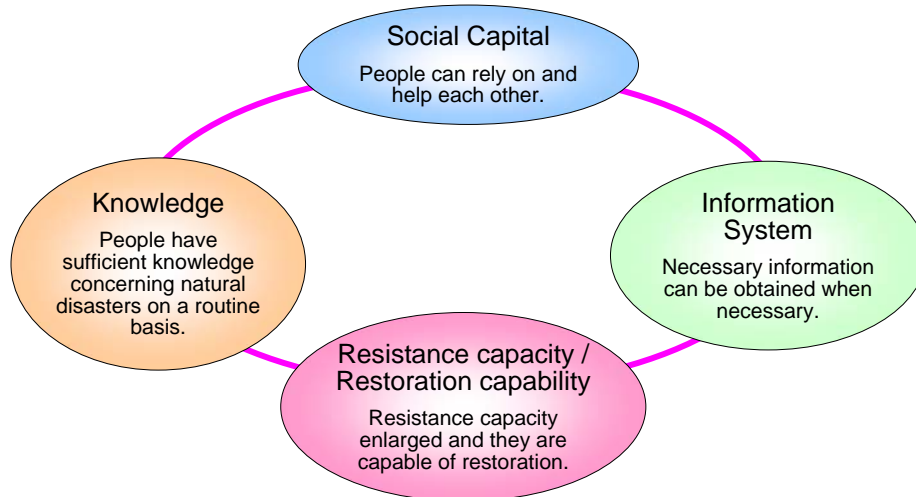 Social Capital
People can rely on and
help each other.
Knowledge
People have
sufficient knowledge
concerning natural
disasters on a routine
basis.
Information
System
Necessary information
can be obtained when
necessary.
Resistance capacity /
Restoration capability
Resistance capacity
enlarged and they are
capable of restoration.